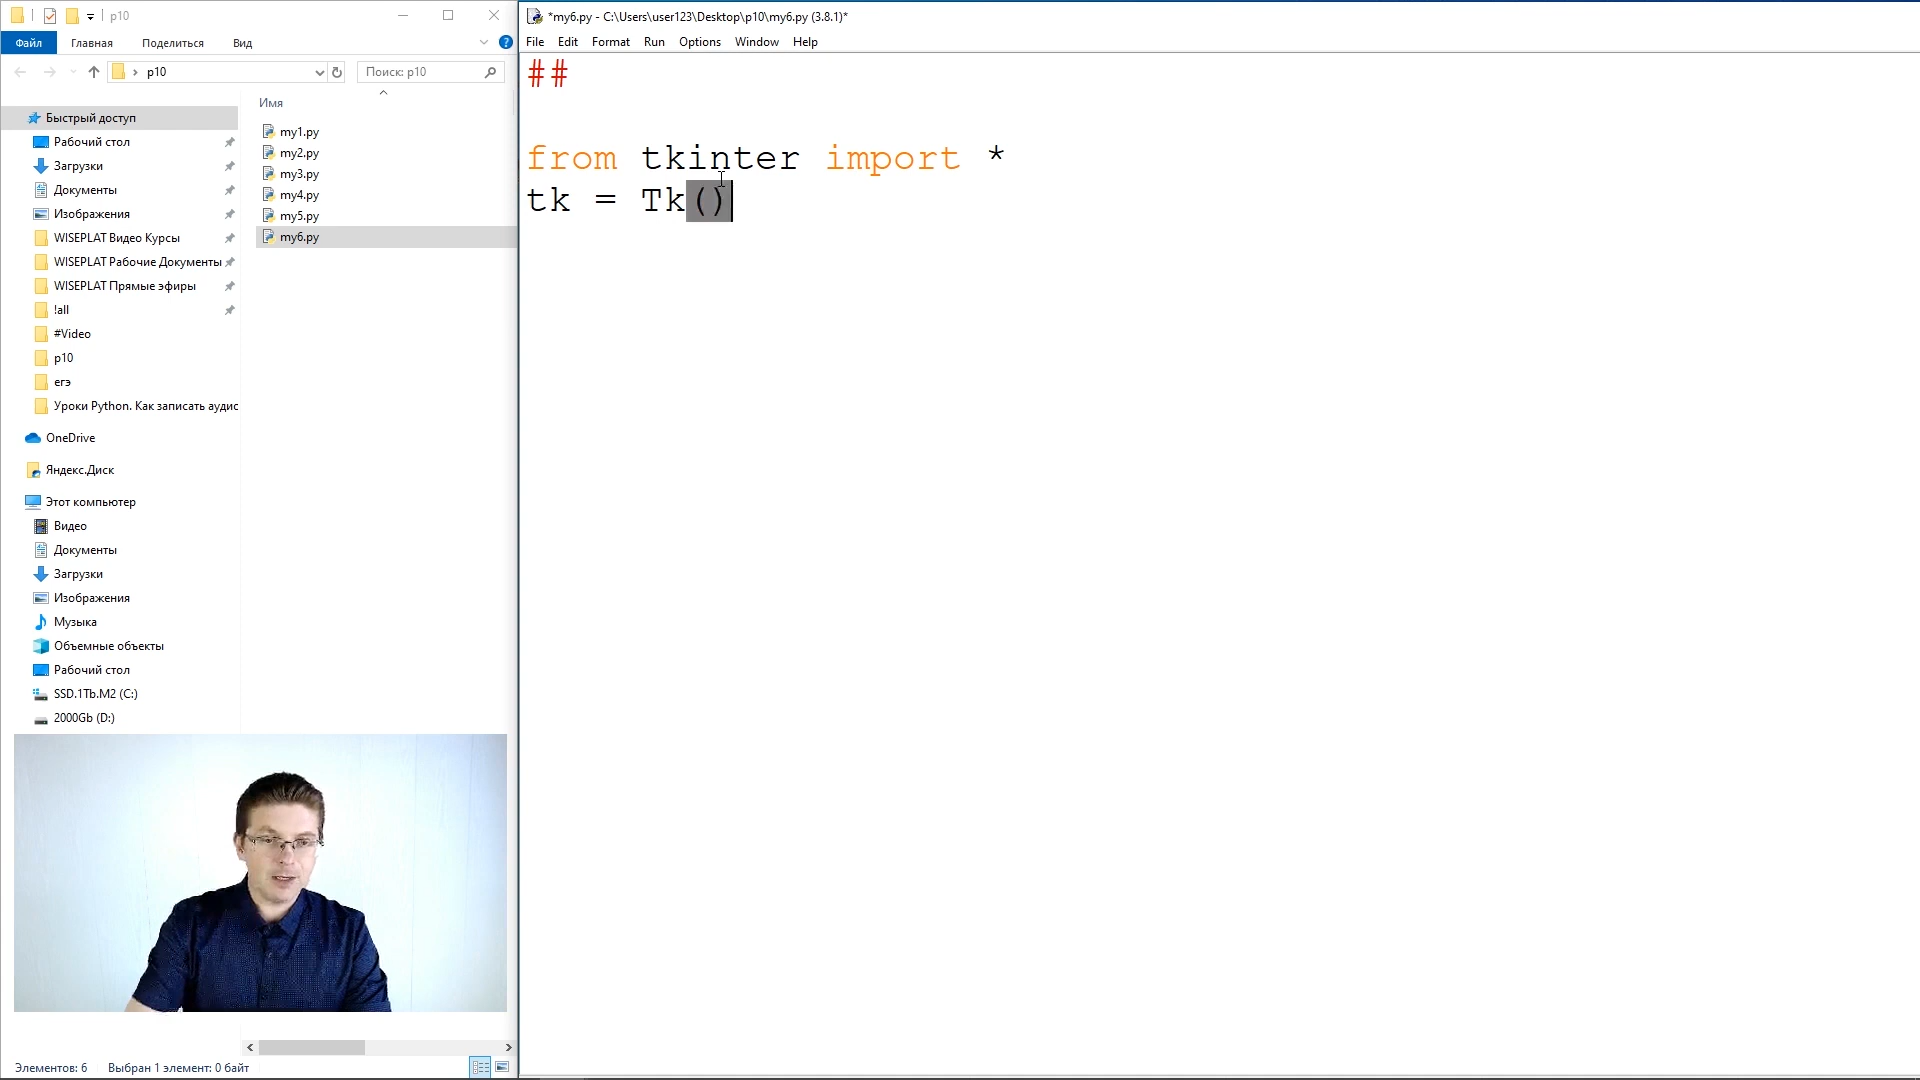 p10
Файл
Главная
Поделиться
Вид
p10
Поиск: p10
Имя
Быстрый доступ
Рабочий стол
Загрузки
Документы
Изображения
WISEPLAT Видео Курсы
WISEPLAT Рабочие Документы
WISEPLAT Прямые эфиры
!all
#Video
p10
егэ
Уроки Python. Как записать аудис
OneDrive
Яндекс.Диск
Этот компьютер
Видео
Документы
Загрузки
Изображения
Музыка
Объемные объекты
Рабочий стол
SSD.1Tb.M2 (C:)
2000Gb (D:)
my1.py
my2.py
my3.py
my4.py
my5.py
my6.py
Элементов: 6
Выбран 1 элемент: 0 байт
*my6.py - C:\Users\user123\Desktop\p10\my6.py (3.8.1)*
File Edit Format Run Options Window Help
##
from tkinter import *
tk = Tk()